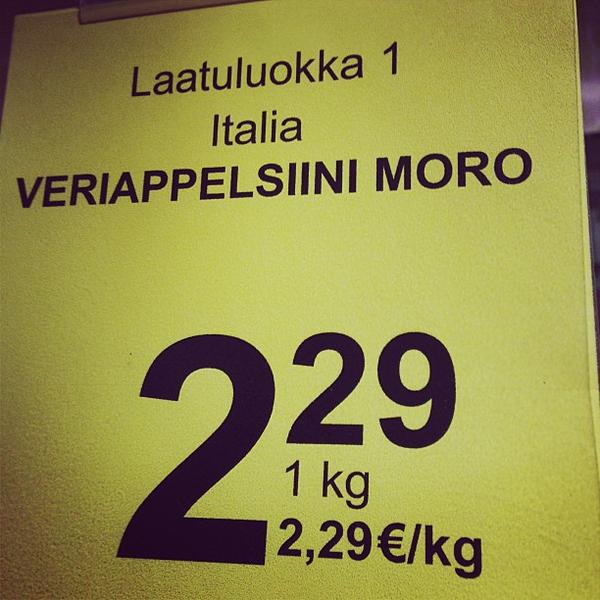 Laatuluokka 1
Italia
VERIAPPELSIINI MORO
2 29
1 kg
2,29€/kg